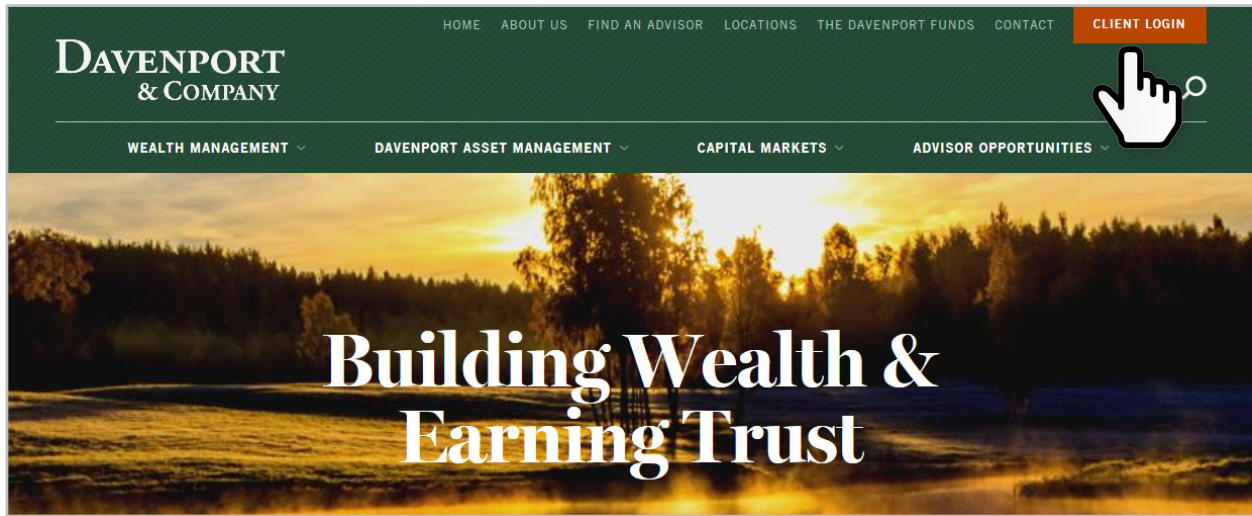 HOME ABOUT US FIND AN ADVISOR LOCATIONS THE DAVENPORT FUNDS CONTACT CLIENT LOGIN
DAVENPORT
& COMPANY
WEALTH MANAGEMENT DAVENPORT ASSET MANAGEMENT CAPITAL MARKETS ADVISOR OPPORTUNITIES
Building Wealth &
Earning Trust